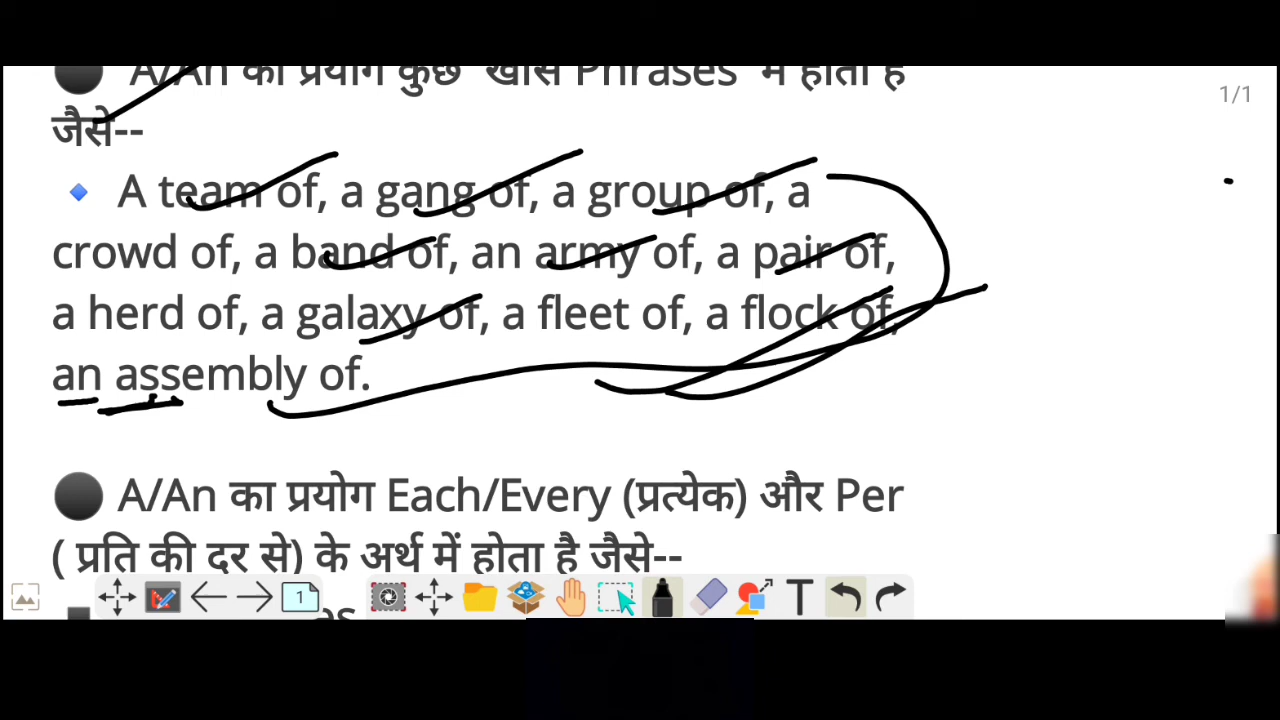 A/An का प्रयोग कुछ खास Phrases में होता है
जैसे--
1/1
A team of, a gang of, a group of, a
crowd of, a band of, an army of, a pair of,
a herd of, a galaxy of, a fleet of, a flock of,
an assembly of.
A/An का प्रयोग Each/Every (प्रत्येक) और Per
( प्रति की दर से) के अर्थ में होता है जैसे--
1
T